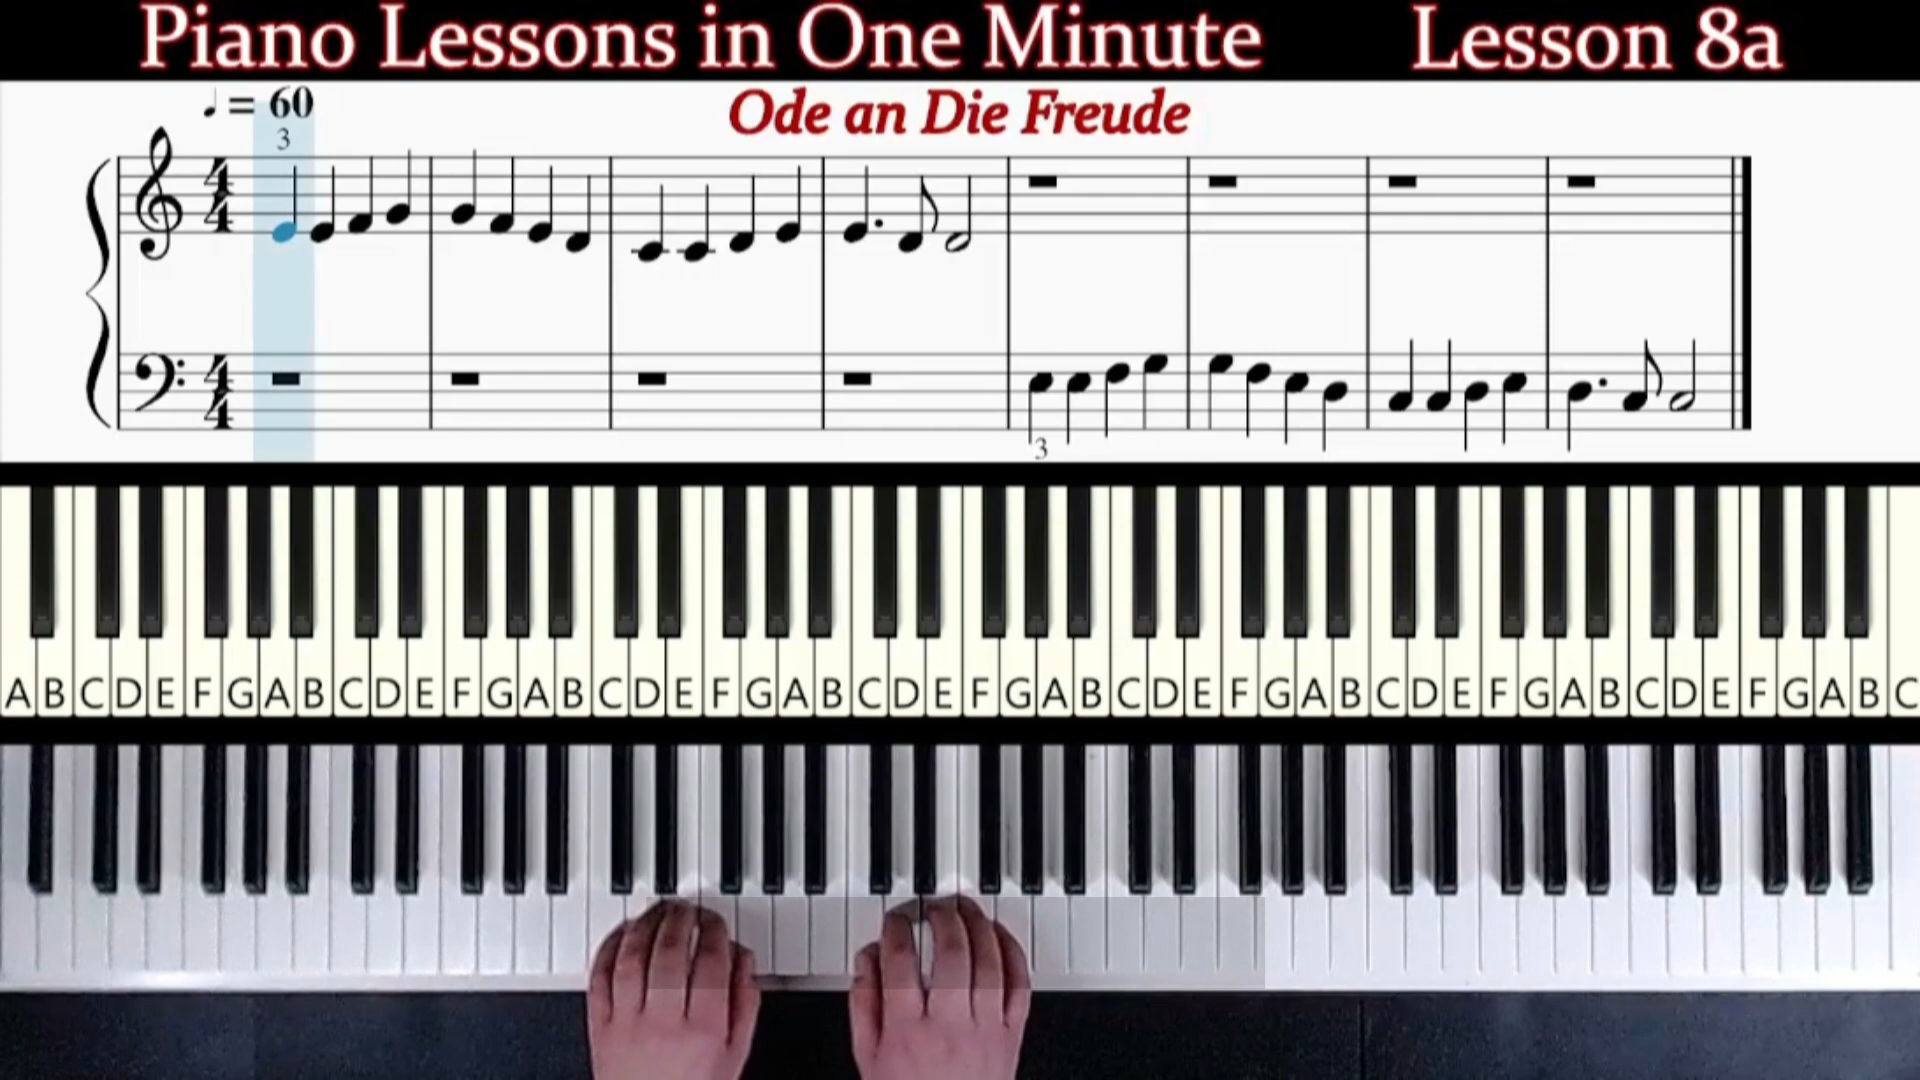 Piano Lessons in One Minute Lesson 8a
♩ = 60 Ode an Die Freude
3
4
4
4
4
3
A B C D E F G A B C D E F G A B C D E F G A B C D E F G A B C D E F G A B C D E F G A B C